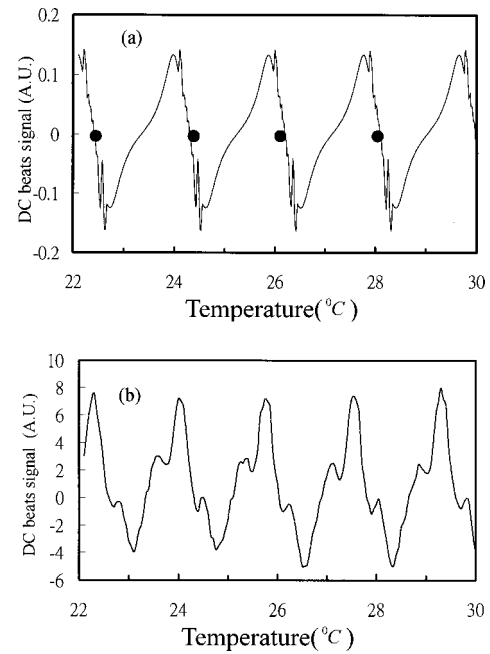 (a)
DC beats signal (A.U.)
0.2
0.1
0
-0.1
-0.2
22 24 26 28 30
Temperature(°C)
(b)
DC beats signal (A.U.)
10
8
6
4
2
0
-2
-4
-6
22 24 26 28 30
Temperature(°C)